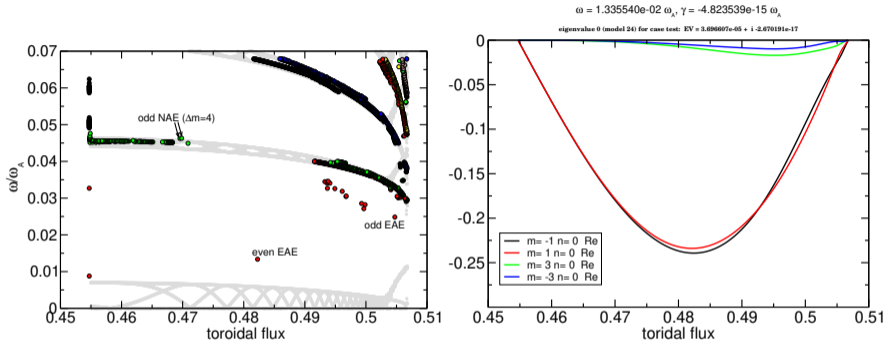 ω = 1.335540e-02 ω_A, γ = -4.823539e-15 ω_A
eigenvalue 0 (model 24) for case test: EV = 3.696607e-05 + i -2.670191e-17
0.07
0.06
0.05
0.04
0.03
0.02
0.01
0
ω/ω_A
odd NAE (Δm=4)
odd EAE
even EAE
0.45
0.46
0.47
0.48
0.49
0.5
0.51
toroidal flux
0
-0.05
-0.1
-0.15
-0.2
-0.25
m= -1 n= 0 Re
m= 1 n= 0 Re
m= 3 n= 0 Re
m= -3 n= 0 Re
0.45
0.46
0.47
0.48
0.49
0.5
0.51
toridal flux